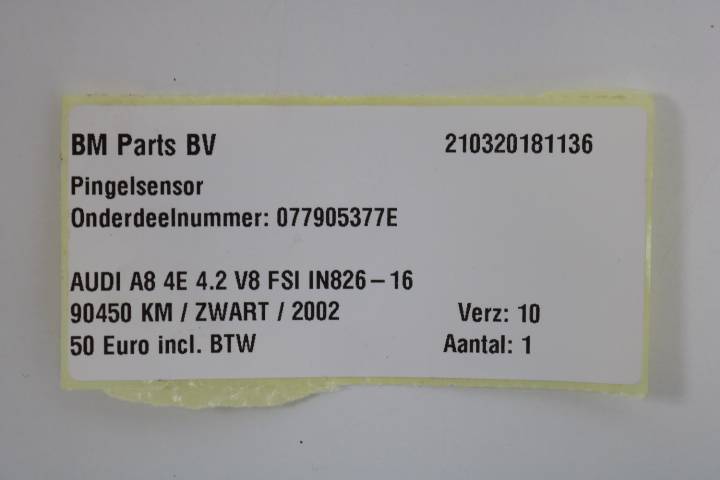 BM Parts BV 210320181136
Pingelsensor
Onderdeelnummer: 077905377E
AUDI A8 4E 4.2 V8 FSI IN826-16
90450 KM / ZWART / 2002 Verz: 10
50 Euro incl. BTW Aantal: 1